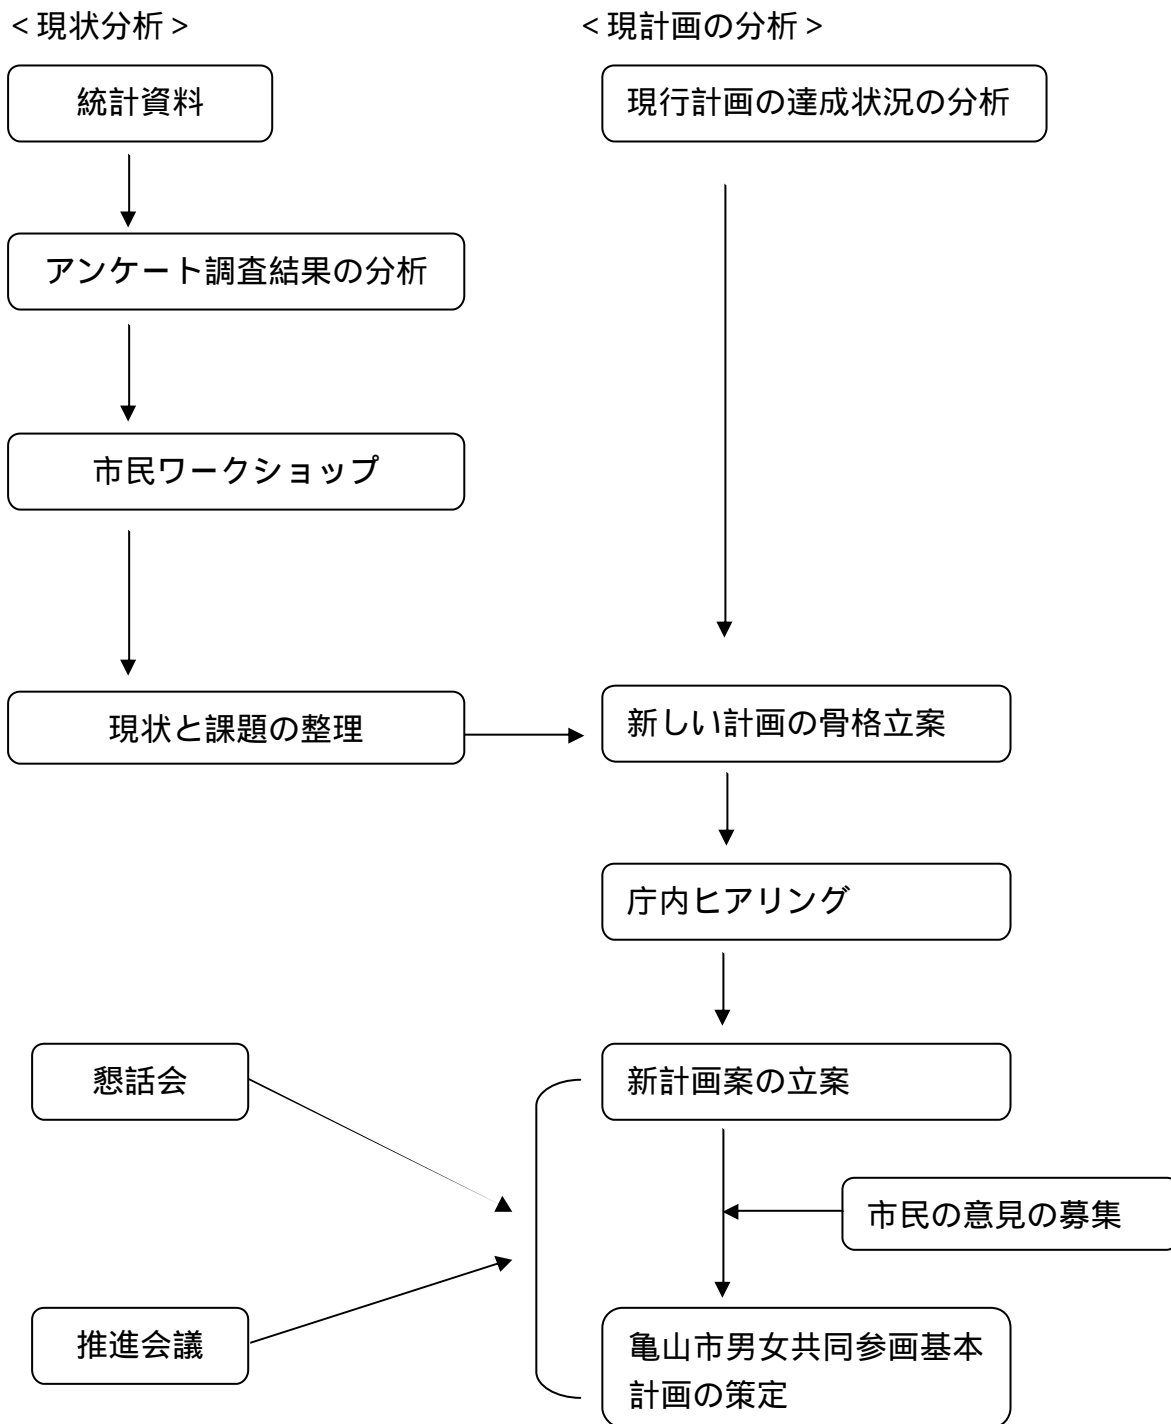 <現状分析>
<現計画の分析>
統計資料
現行計画の達成状況の分析
アンケート調査結果の分析
市民ワークショップ
現状と課題の整理
新しい計画の骨格立案
庁内ヒアリング
懇話会
新計画案の立案
市民の意見の募集
推進会議
亀山市男女共同参画基本
計画の策定